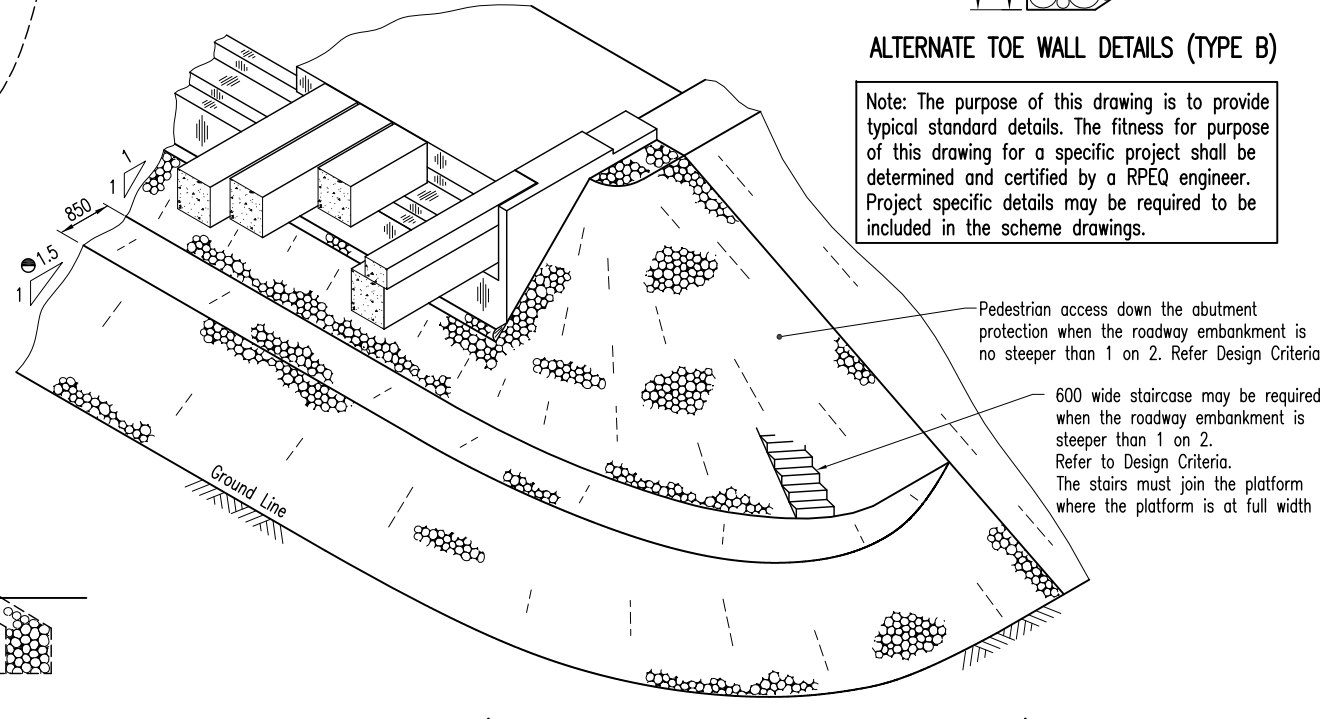 ALTERNATE TOE WALL DETAILS (TYPE B)
Note: The purpose of this drawing is to provide
typical standard details. The fitness for purpose
of this drawing for a specific project shall be
determined and certified by a RPEQ engineer.
Project specific details may be required to be
included in the scheme drawings.
1
1
850
1.5
1
Pedestrian access down the abutment
protection when the roadway embankment is
no steeper than 1 on 2. Refer Design Criteria
600 wide staircase may be required
when the roadway embankment is
steeper than 1 on 2.
Refer to Design Criteria.
The stairs must join the platform
where the platform is at full width
Ground Line